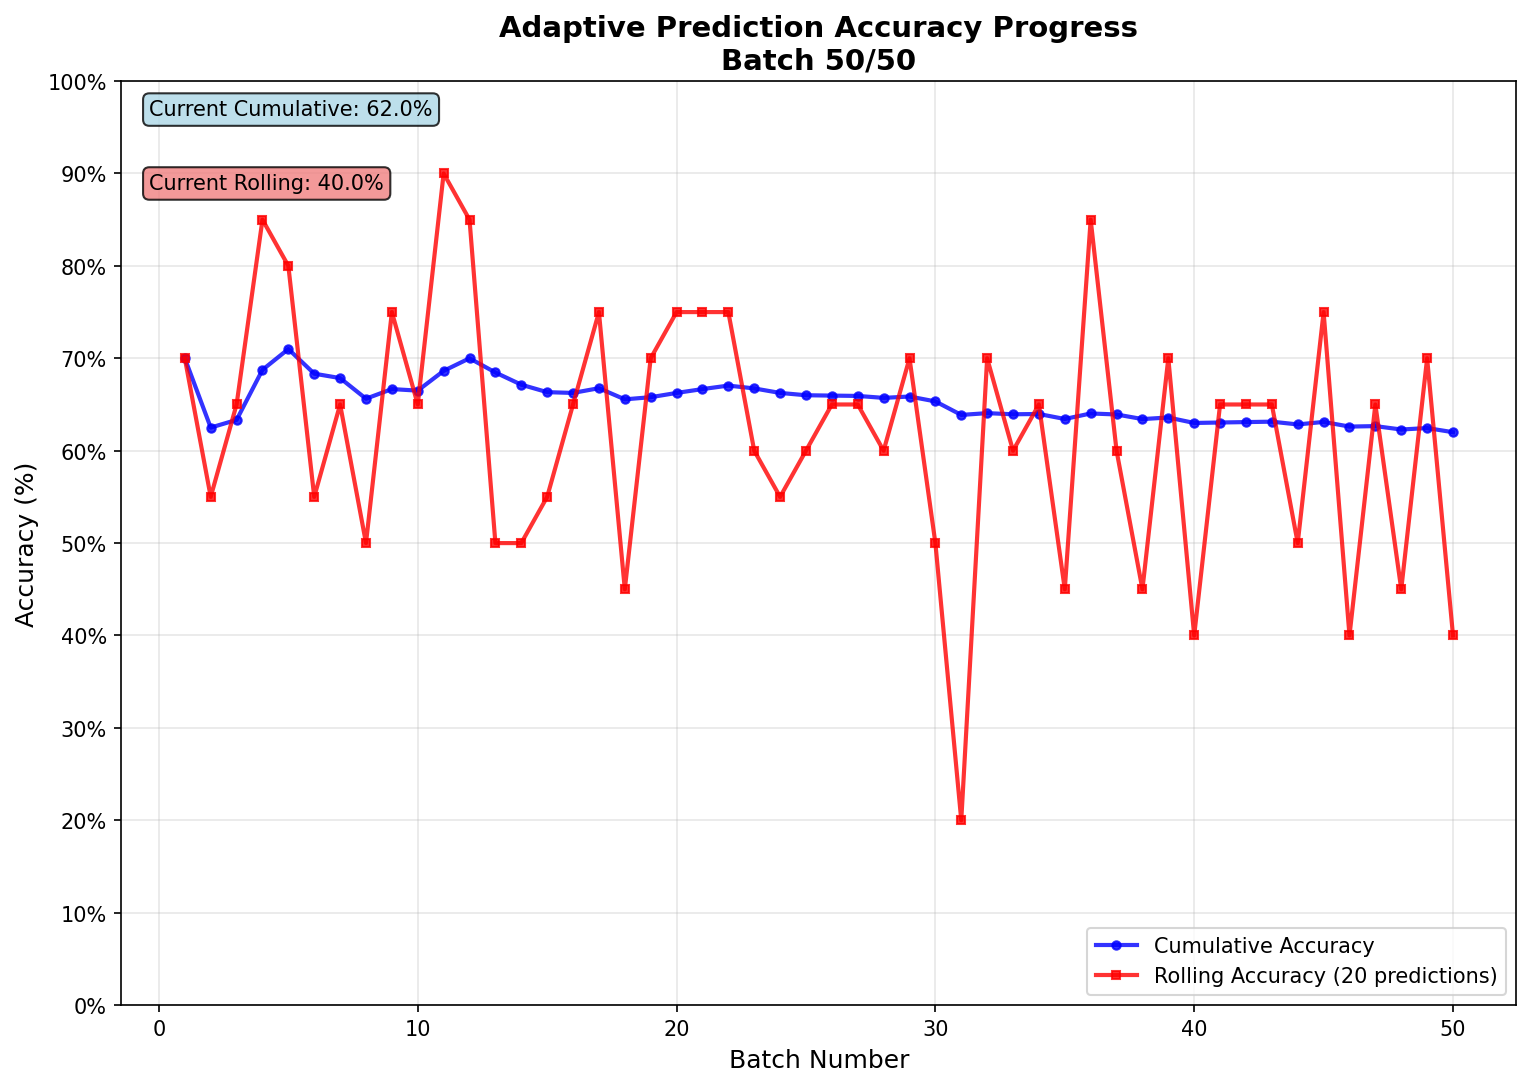 Adaptive Prediction Accuracy Progress
Batch 50/50
Current Cumulative: 62.0%
Current Rolling: 40.0%
Accuracy (%)
100%
90%
80%
70%
60%
50%
40%
30%
20%
10%
0%
Cumulative Accuracy
Rolling Accuracy (20 predictions)
0 10 20 30 40 50
Batch Number